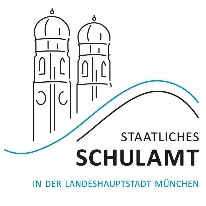 STAATLICHES
SCHULAMT
IN DER LANDESHAUPTSTADT MÜNCHEN